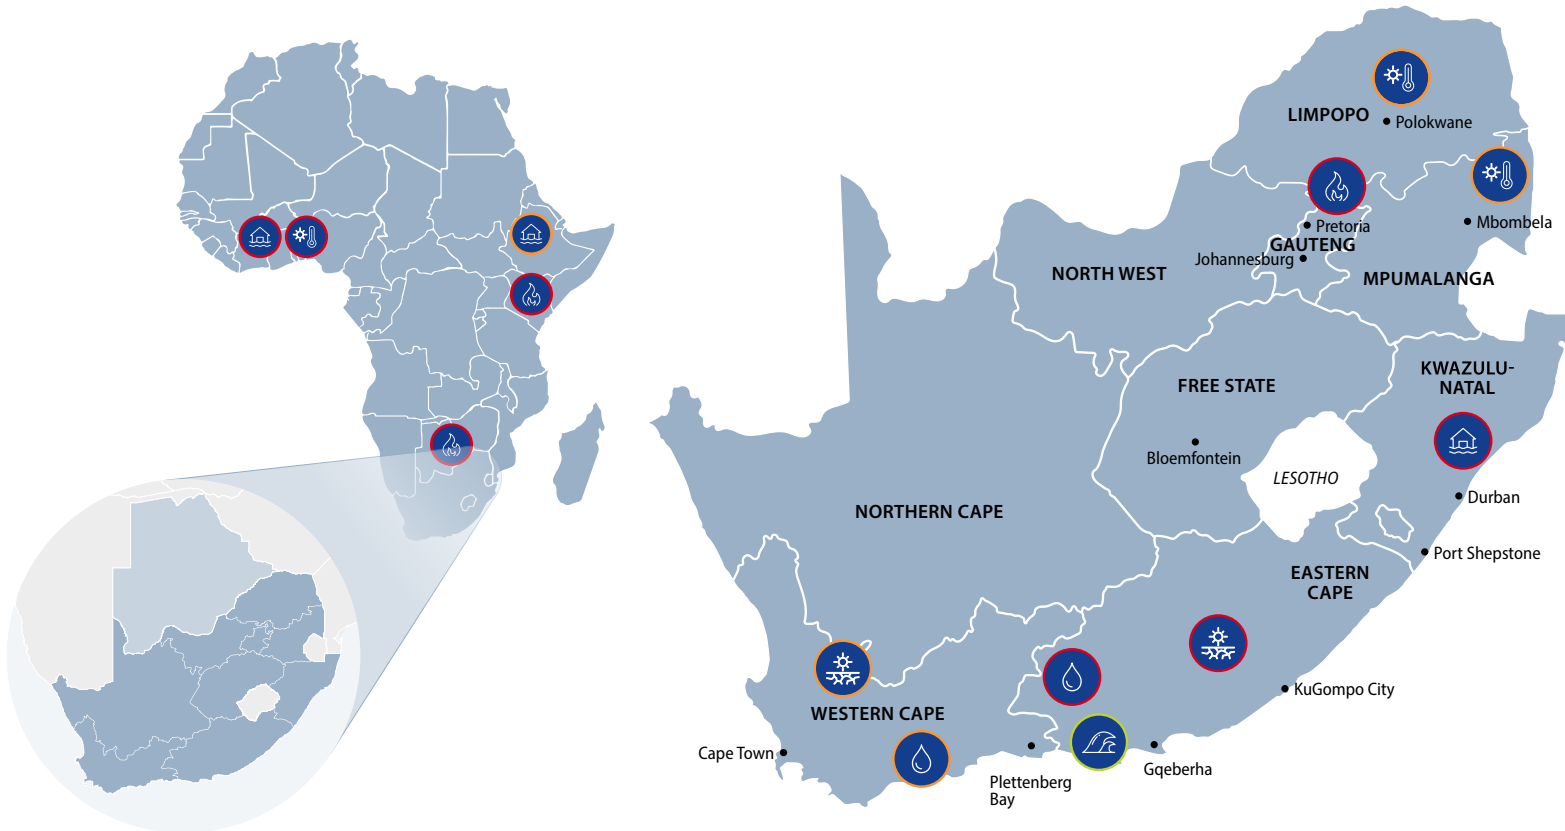 LIMPOPO
Polokwane
Pretoria
GAUTENG
Johannesburg
Mbombela
NORTH WEST
MPUMALANGA
FREE STATE
KWAZULU-
NATAL
Bloemfontein
LESOTHO
Durban
NORTHERN CAPE
Port Shepstone
EASTERN
CAPE
KuGompo City
WESTERN CAPE
Cape Town
Plettenberg
Bay
Gqeberha